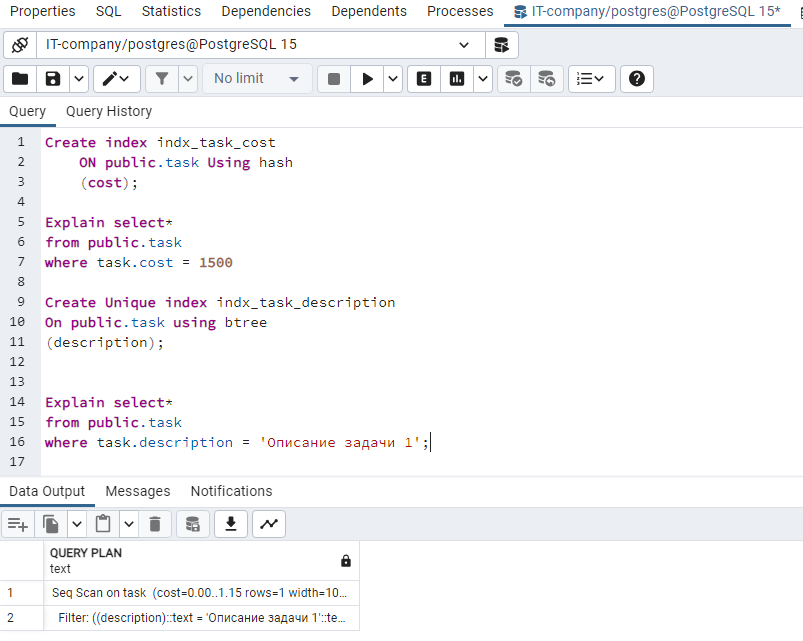 Properties SQL Statistics Dependencies Dependents Processes IT-company/postgres@PostgreSQL 15*
IT-company/postgres@PostgreSQL 15
No limit E
Query Query History
1 Create index indx_task_cost
2 ON public.task Using hash
3 (cost);
4
5 Explain select*
6 from public.task
7 where task.cost = 1500
8
9 Create Unique index indx_task_description
10 On public.task using btree
11 (description);
12
13
14 Explain select*
15 from public.task
16 where task.description = 'Описание задачи 1';
17
Data Output Messages Notifications
QUERY PLAN
text
1 Seq Scan on task (cost=0.00..1.15 rows=1 width=10...
2 Filter: ((description)::text = 'Описание задачи 1'::te...